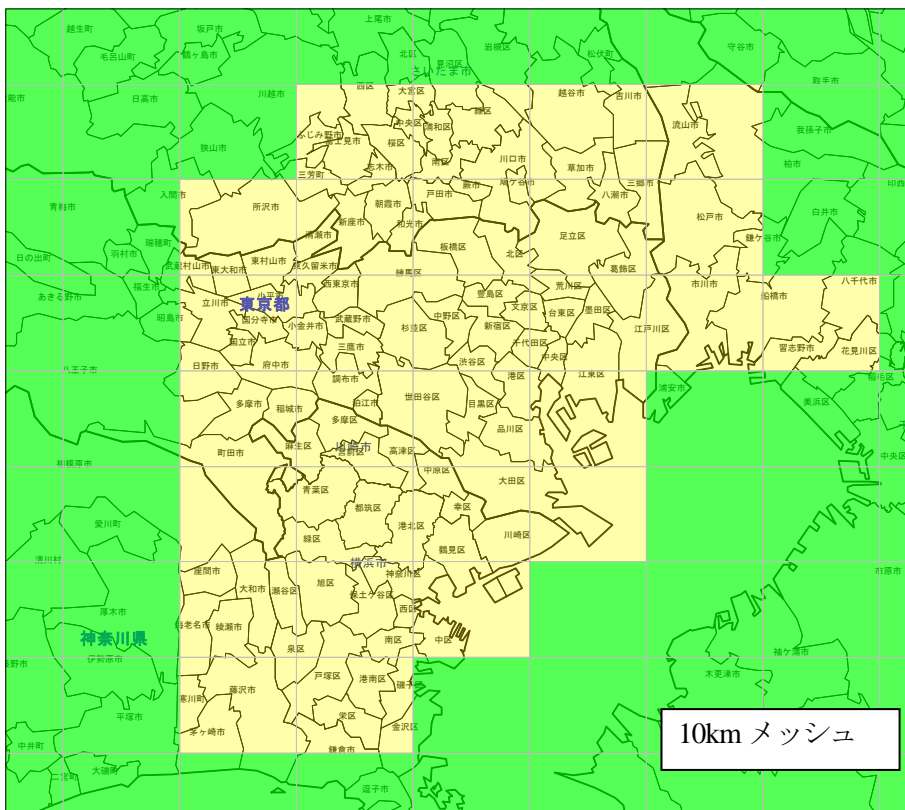 越生町
坂戸市
上尾市
岩槻区
松伏町
守谷市
毛呂山町
鶴ヶ島市
北区
見沼区
さいたま市
取手市
能市
日高市
川越市
西区
大宮区
緑区
越谷市
吉川市
流山市
我孫子市
ふじみ野市
富士見市
中央区
浦和区
桜区
狭山市
三芳町
志木市
南区
川口市
鳩ヶ谷市
草加市
三郷市
柏市
印西
入間市
所沢市
朝霞市
戸田市
蕨市
八潮市
青梅市
新座市
和光市
松戸市
白井市
瑞穂町
清瀬市
板橋区
北区
足立区
鎌ケ谷市
日の出町
羽村市
武蔵村山市
東大和市
東村山市
東久留米市
練馬区
葛飾区
福生市
西東京市
荒川区
市川市
船橋市
八千代市
あきる野市
立川市
小平市
東京都
豊島区
文京区
台東区
墨田区
昭島市
国分寺市
小金井市
武蔵野市
杉並区
中野区
新宿区
江戸川区
国立市
三鷹市
千代田区
中央区
習志野市
花見川区
八王子市
日野市
府中市
調布市
渋谷区
港区
江東区
浦安市
稲毛区
美浜区
多摩市
稲城市
狛江市
世田谷区
目黒区
多摩区
品川区
町田市
麻生区
川崎市
宮前区
高津区
中央区
相模原市
中原区
大田区
青葉区
愛川町
都筑区
港北区
幸区
川崎区
清川村
緑区
鶴見区
座間市
横浜市
神奈川区
市原市
大和市
瀬谷区
旭区
保土ケ谷区
厚木市
海老名市
綾瀬市
西区
神奈川県
伊勢原市
泉区
南区
中区
袖ケ浦市
秦野市
戸塚区
港南区
磯子区
木更津市
藤沢市
寒川町
平塚市
茅ヶ崎市
栄区
金沢区
中井町
鎌倉市
10km メッシュ
二宮町
大磯町
逗子市